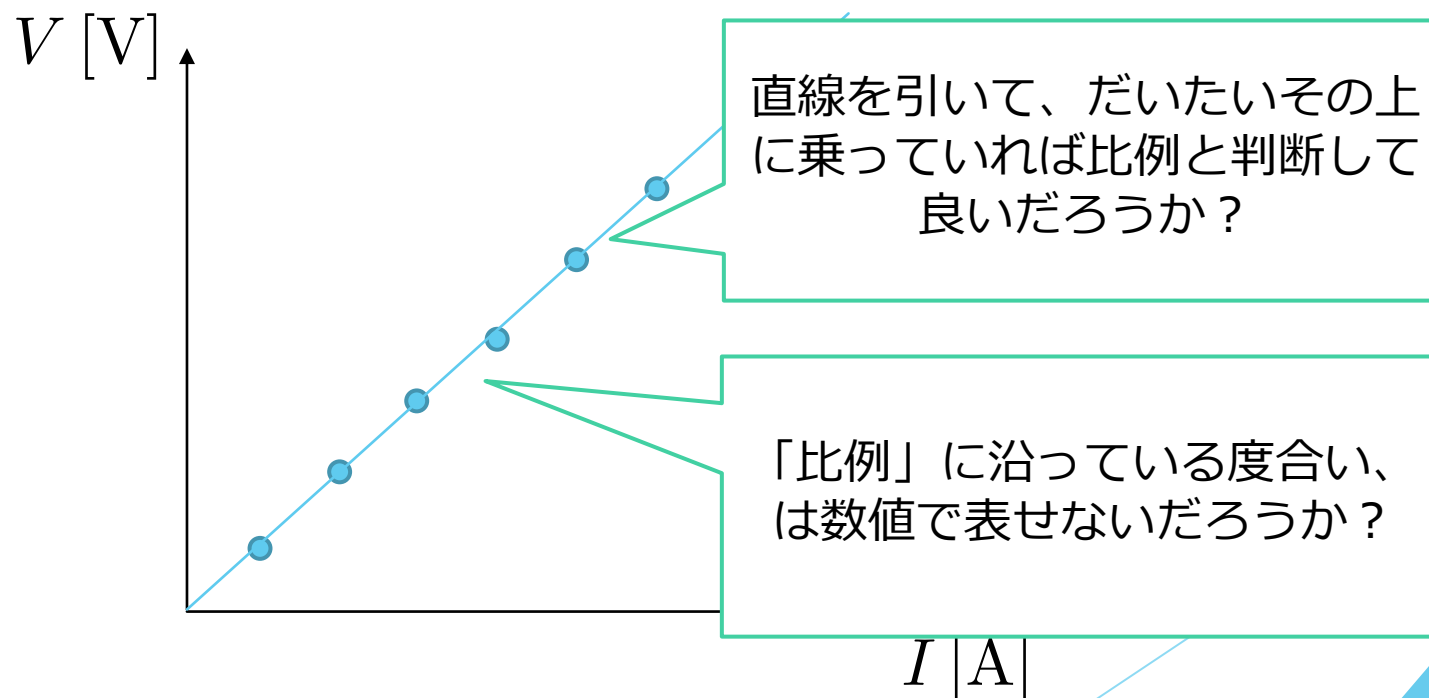 V [V]
直線を引いて、だいたいその上
に乗っていれば比例と判断して
良いだろうか？
「比例」に沿っている度合い、
は数値で表せないだろうか？
I [A]